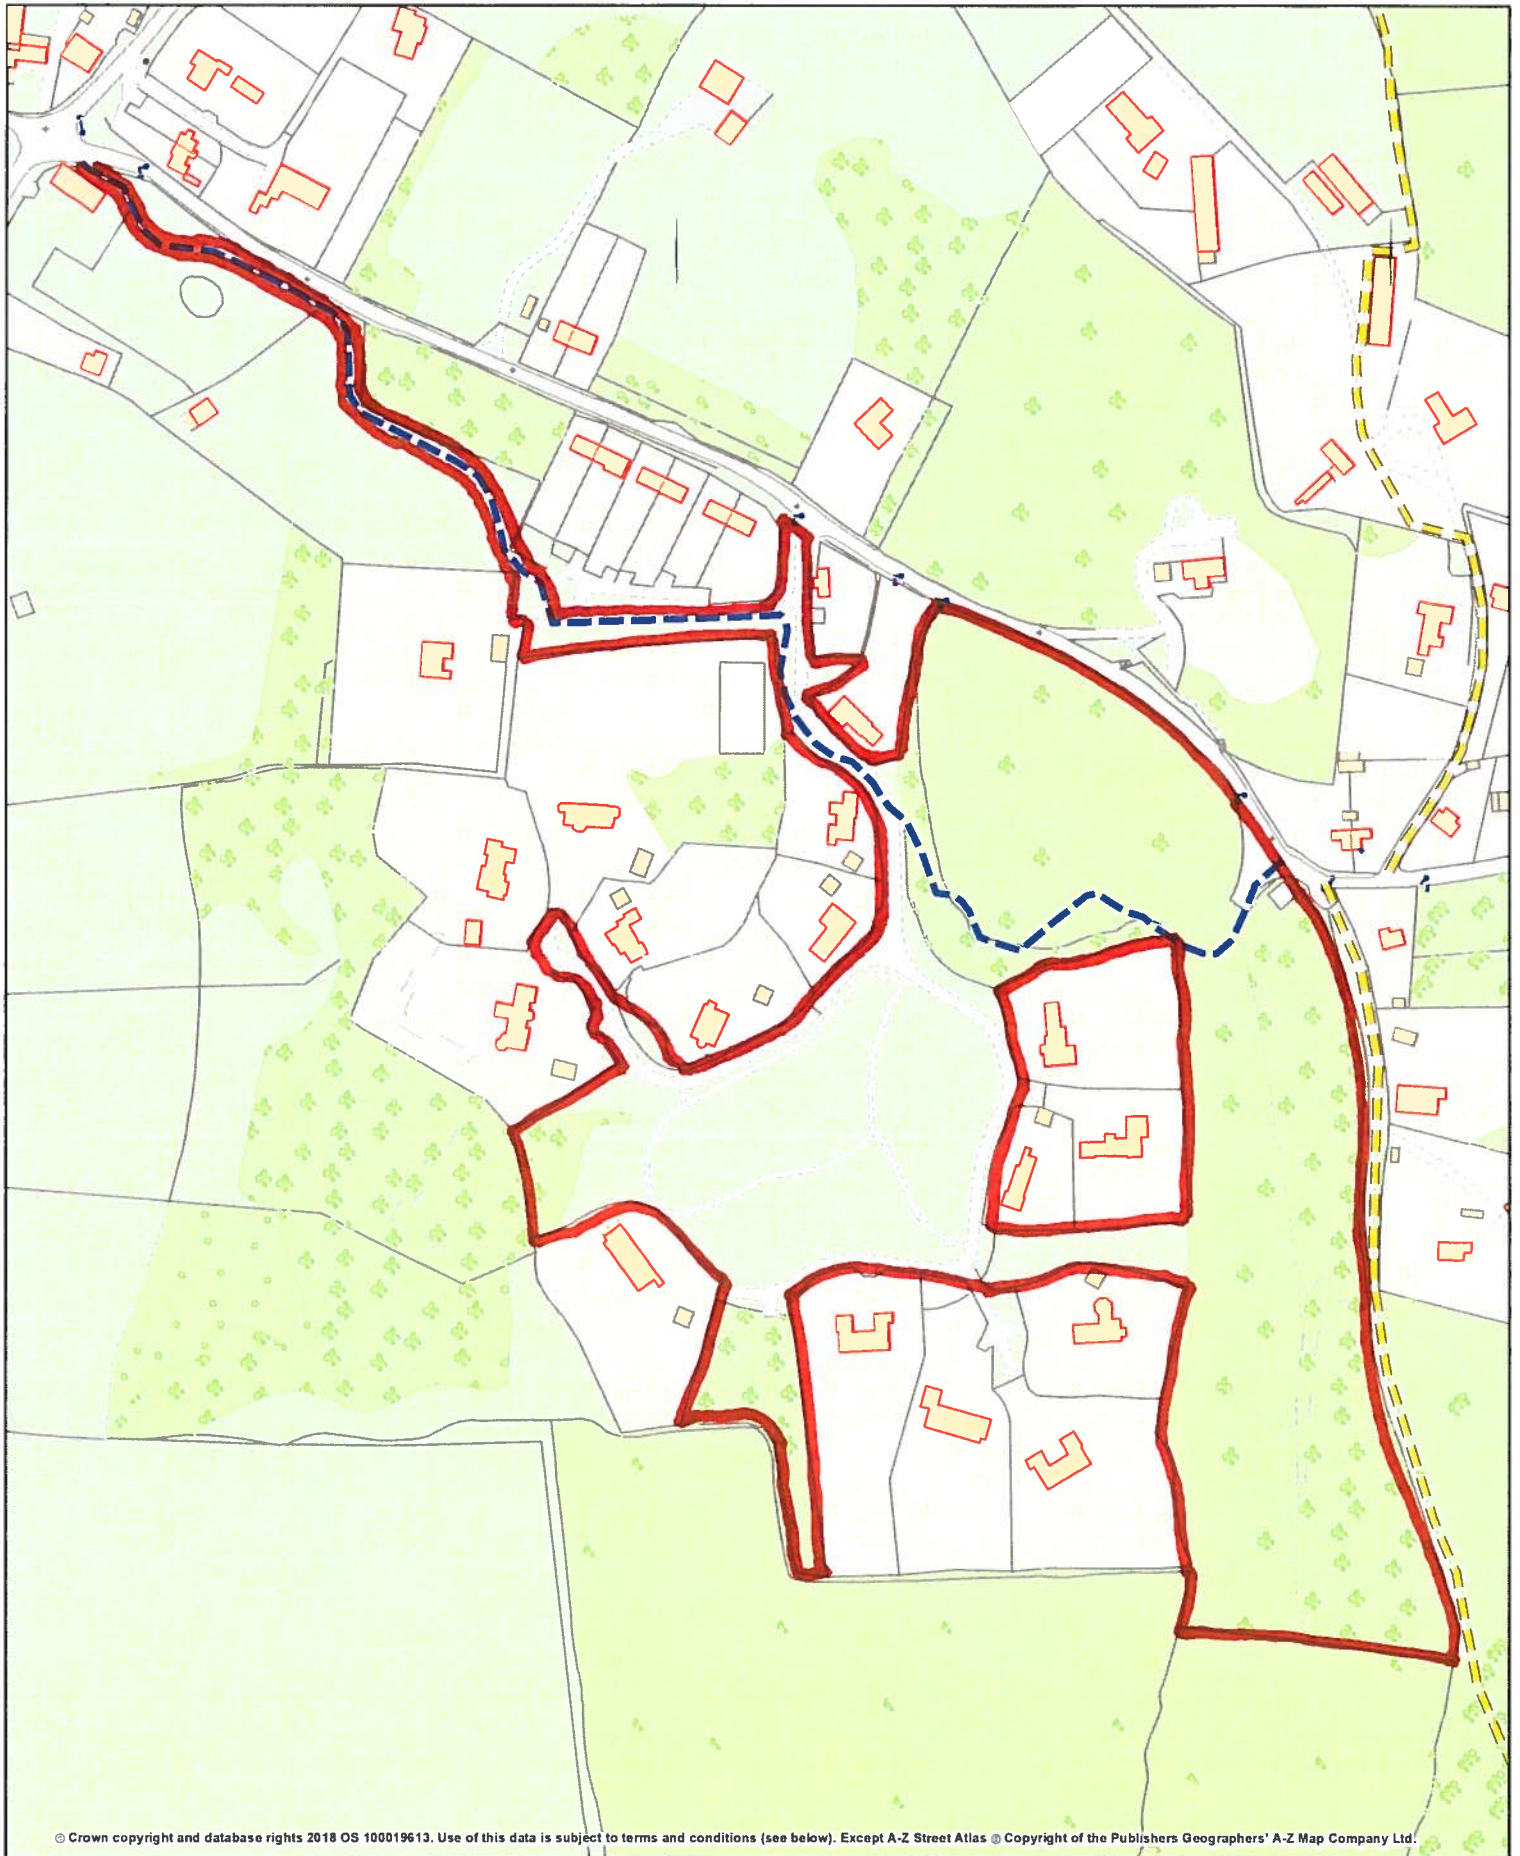 © Crown copyright and database rights 2018 OS 100019613. Use of this data is subject to terms and conditions (see below). Except A-Z Street Atlas © Copyright of the Publishers Geographers' A-Z Map Company Ltd.